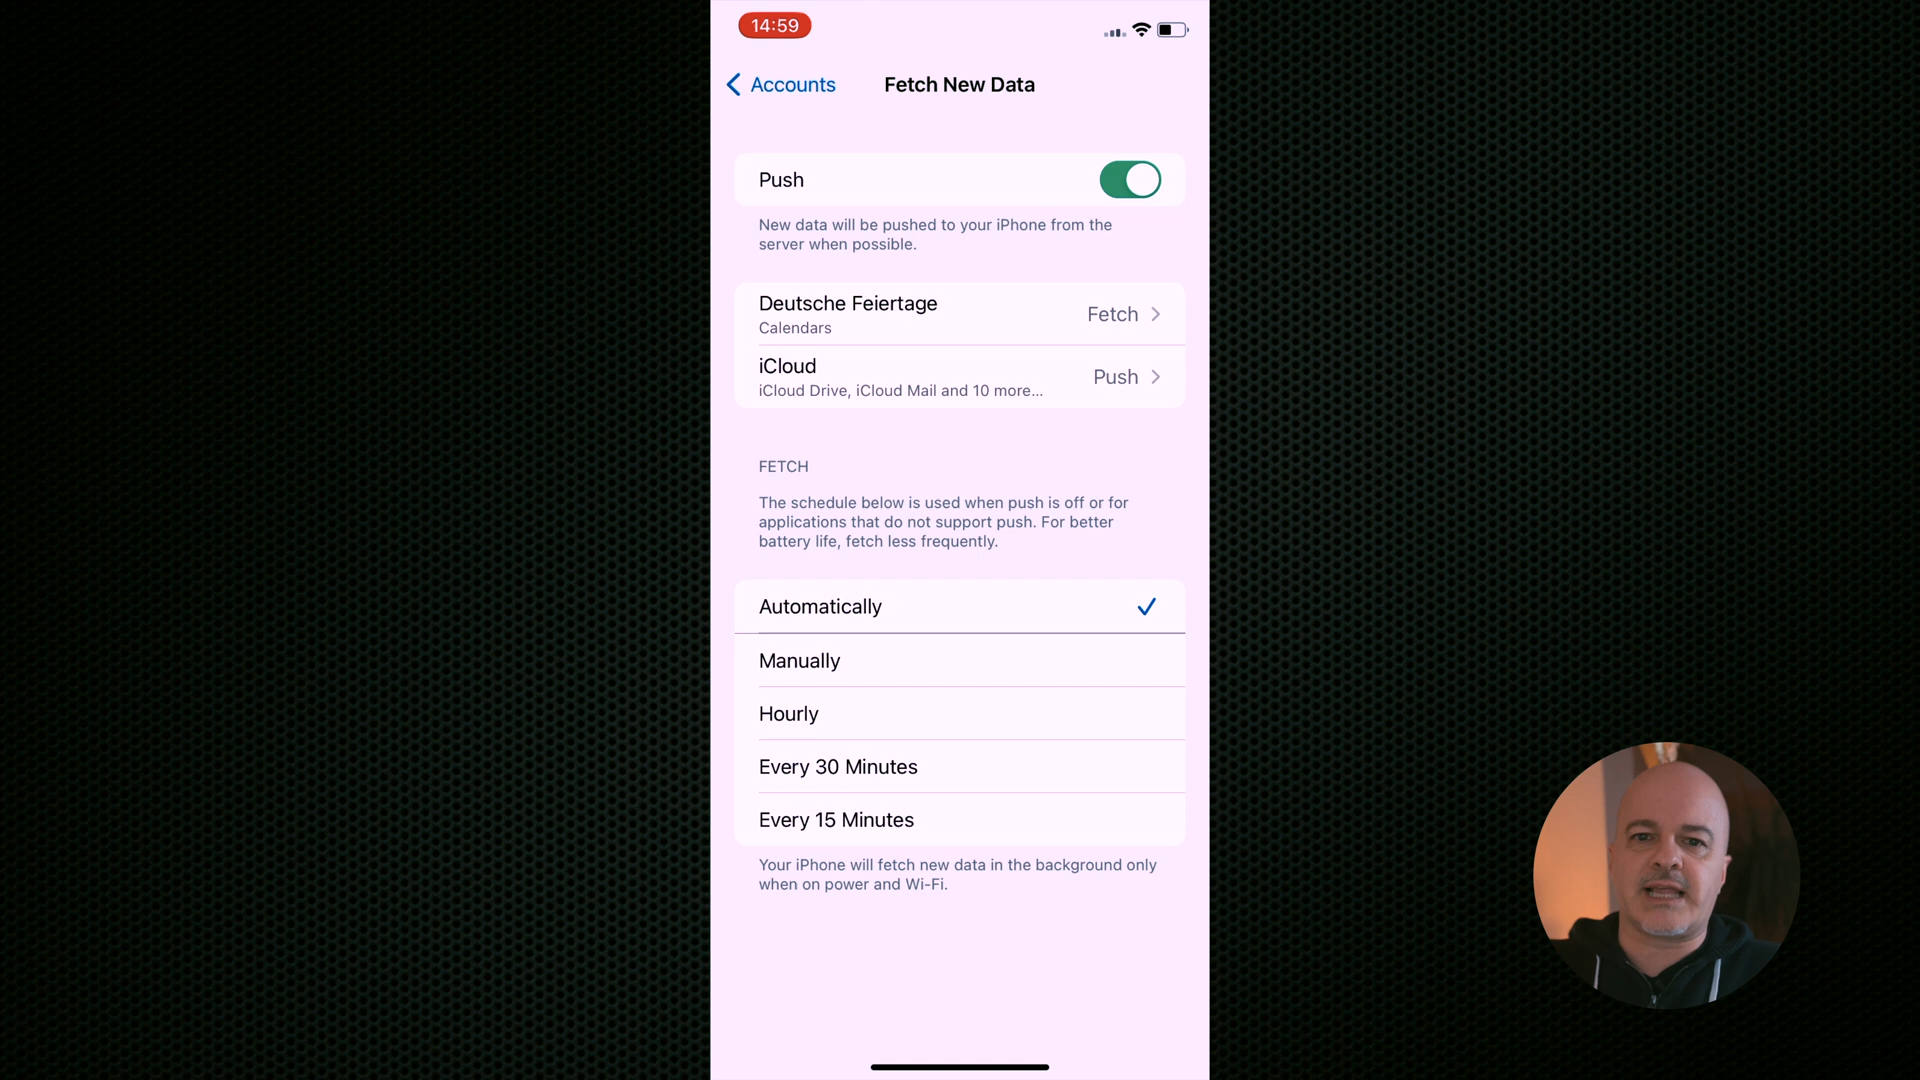 14:59
Accounts
Fetch New Data
Push
New data will be pushed to your iPhone from the
server when possible.
Deutsche Feiertage
Calendars
Fetch
iCloud
iCloud Drive, iCloud Mail and 10 more...
Push
FETCH
The schedule below is used when push is off or for
applications that do not support push. For better
battery life, fetch less frequently.
Automatically
Manually
Hourly
Every 30 Minutes
Every 15 Minutes
Your iPhone will fetch new data in the background only
when on power and Wi-Fi.